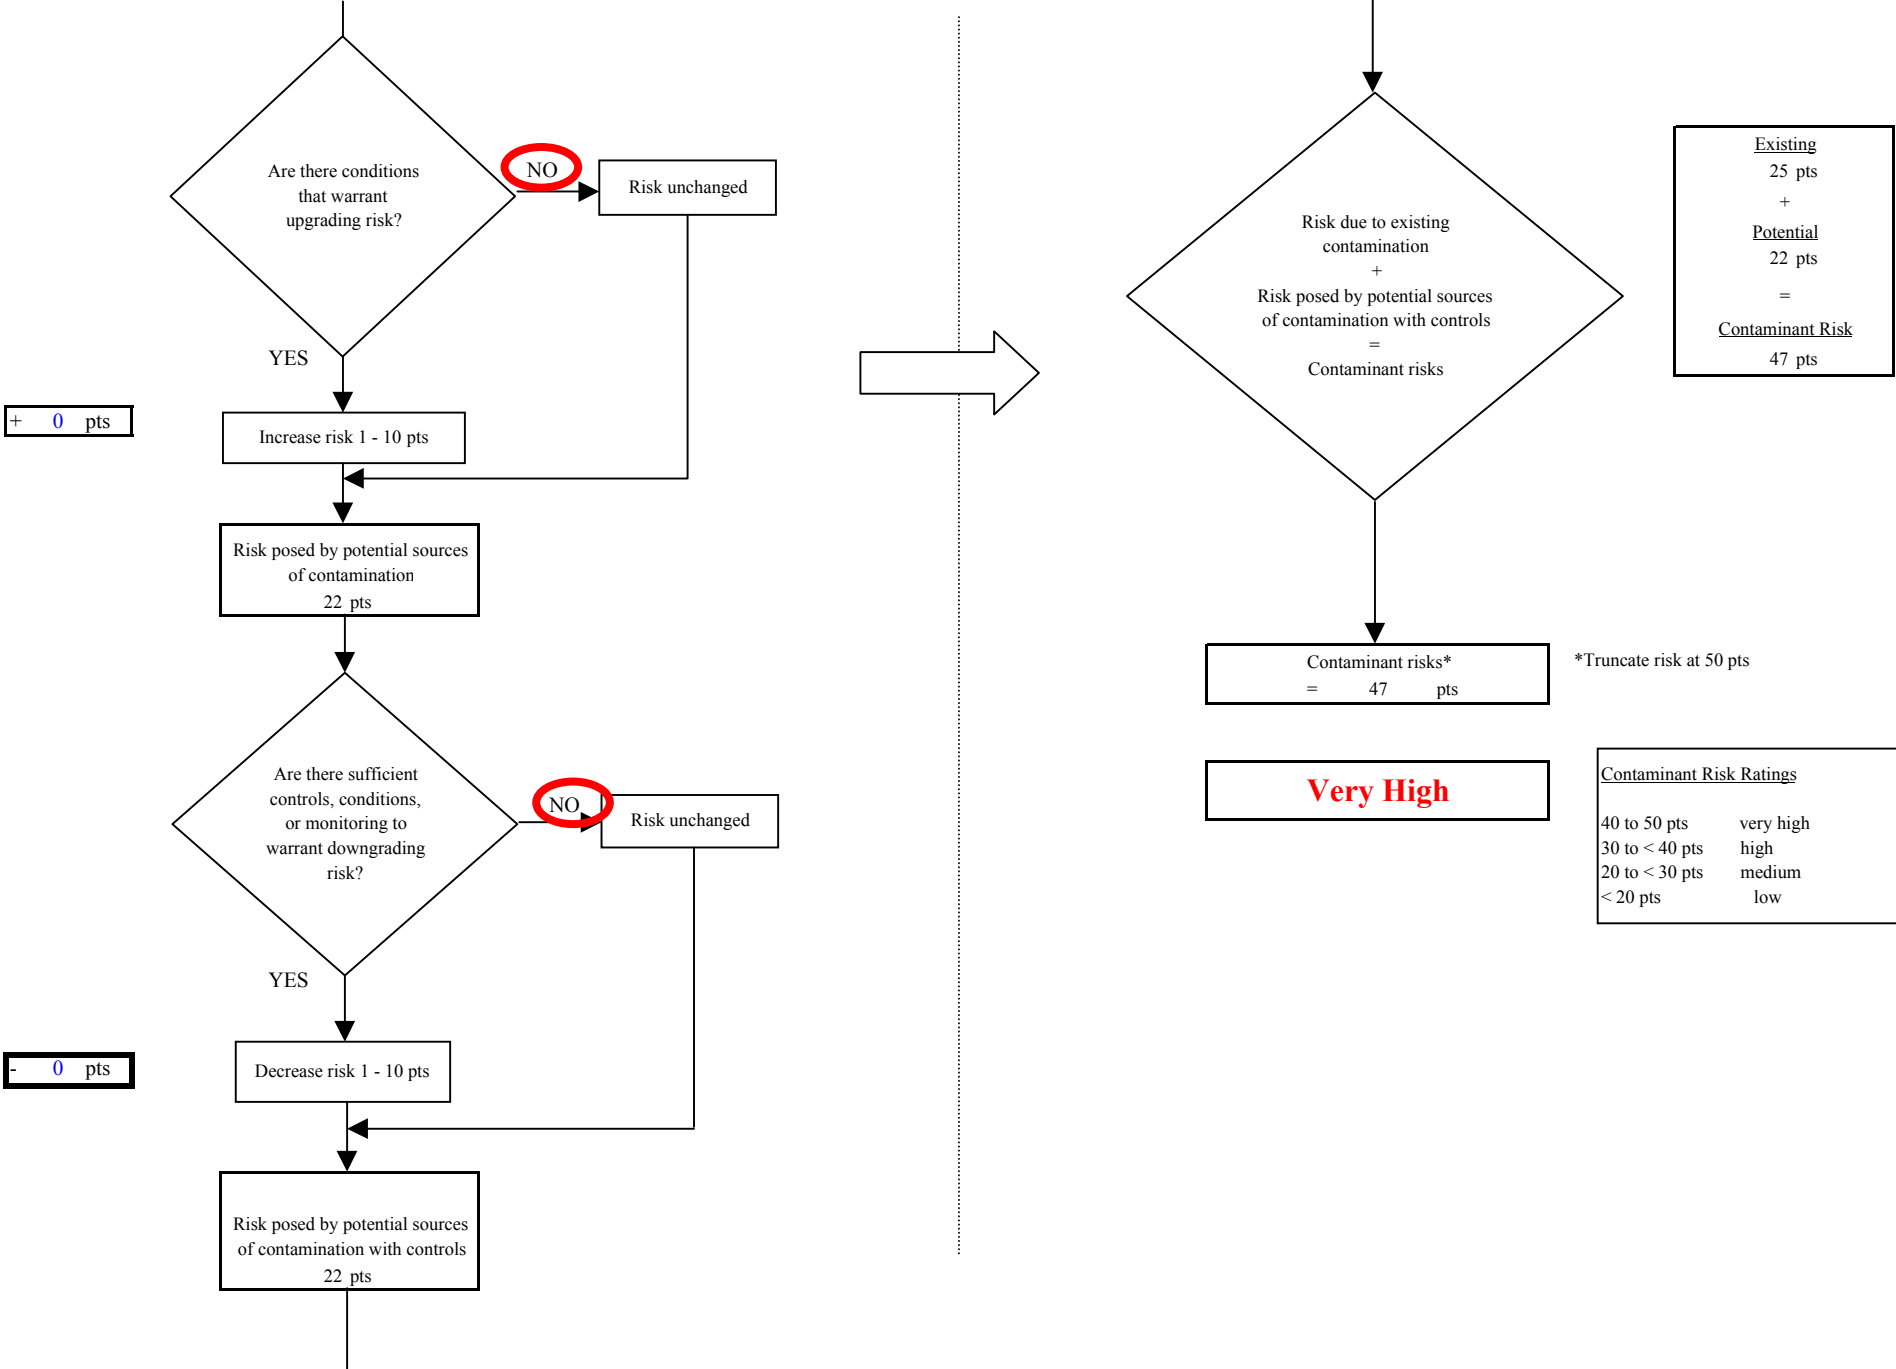 Are there conditions
that warrant
upgrading risk?
NO
Risk unchanged
YES
+ 0 pts
Increase risk 1 - 10 pts
Risk posed by potential sources
of contamination
22 pts
Are there sufficient
controls, conditions,
or monitoring to
warrant downgrading
risk?
NO
Risk unchanged
YES
- 0 pts
Decrease risk 1 - 10 pts
Risk posed by potential sources
of contamination with controls
22 pts
Risk due to existing
contamination
+
Risk posed by potential sources
of contamination with controls
=
Contaminant risks
Existing
25 pts
+
Potential
22 pts
=
Contaminant Risk
47 pts
Contaminant risks*
= 47 pts
*Truncate risk at 50 pts
Very High
Contaminant Risk Ratings
40 to 50 pts very high
30 to < 40 pts high
20 to < 30 pts medium
< 20 pts low